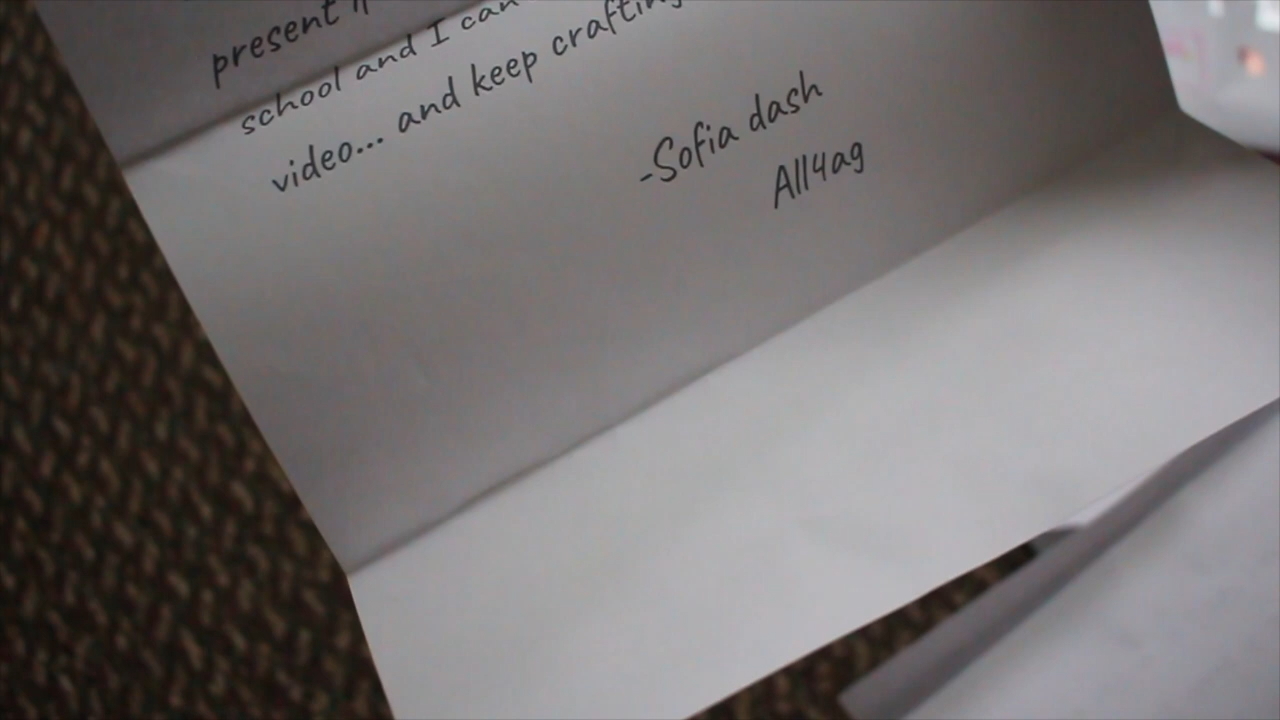 present
school and I can
video... and keep crafting
-Sofia dash
All4ag